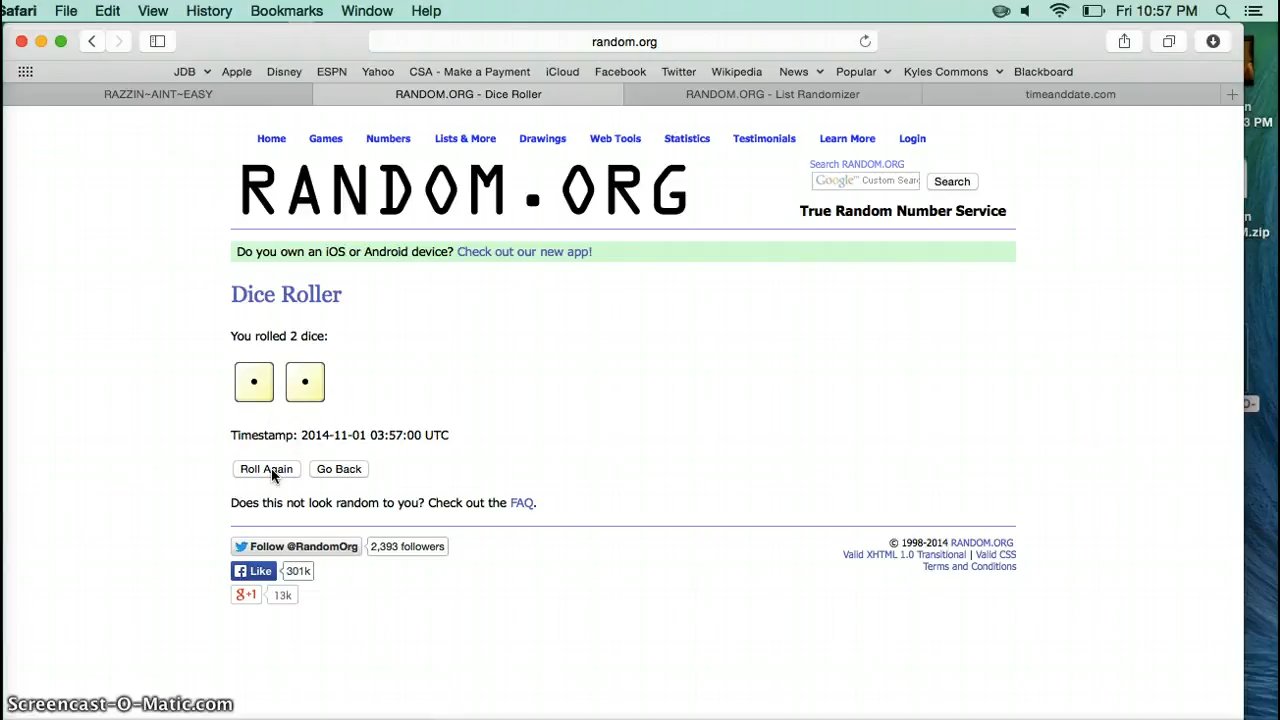 Safari File Edit View History Bookmarks Window Help Fri 10:57 PM
random.org
JDB Apple Disney ESPN Yahoo CSA - Make a Payment iCloud Facebook Twitter Wikipedia News Popular Kyles Commons Blackboard
RAZZIN~AINT~EASY RANDOM.ORG - Dice Roller RANDOM.ORG - List Randomizer timeanddate.com
3 PM
Home Games Numbers Lists & More Drawings Web Tools Statistics Testimonials Learn More Login
Search RANDOM.ORG
RANDOM.ORG
Google™ Custom Sear Search
True Random Number Service
M.zip
Do you own an iOS or Android device? Check out our new app!
Dice Roller
You rolled 2 dice:
Timestamp: 2014-11-01 03:57:00 UTC
Roll Again Go Back
Does this not look random to you? Check out the FAQ.
Follow @RandomOrg 2,393 followers
Like 301k
g+1 13k
© 1998-2014 RANDOM.ORG
Valid XHTML 1.0 Transitional | Valid CSS
Terms and Conditions
Screencast-O-Matic.com